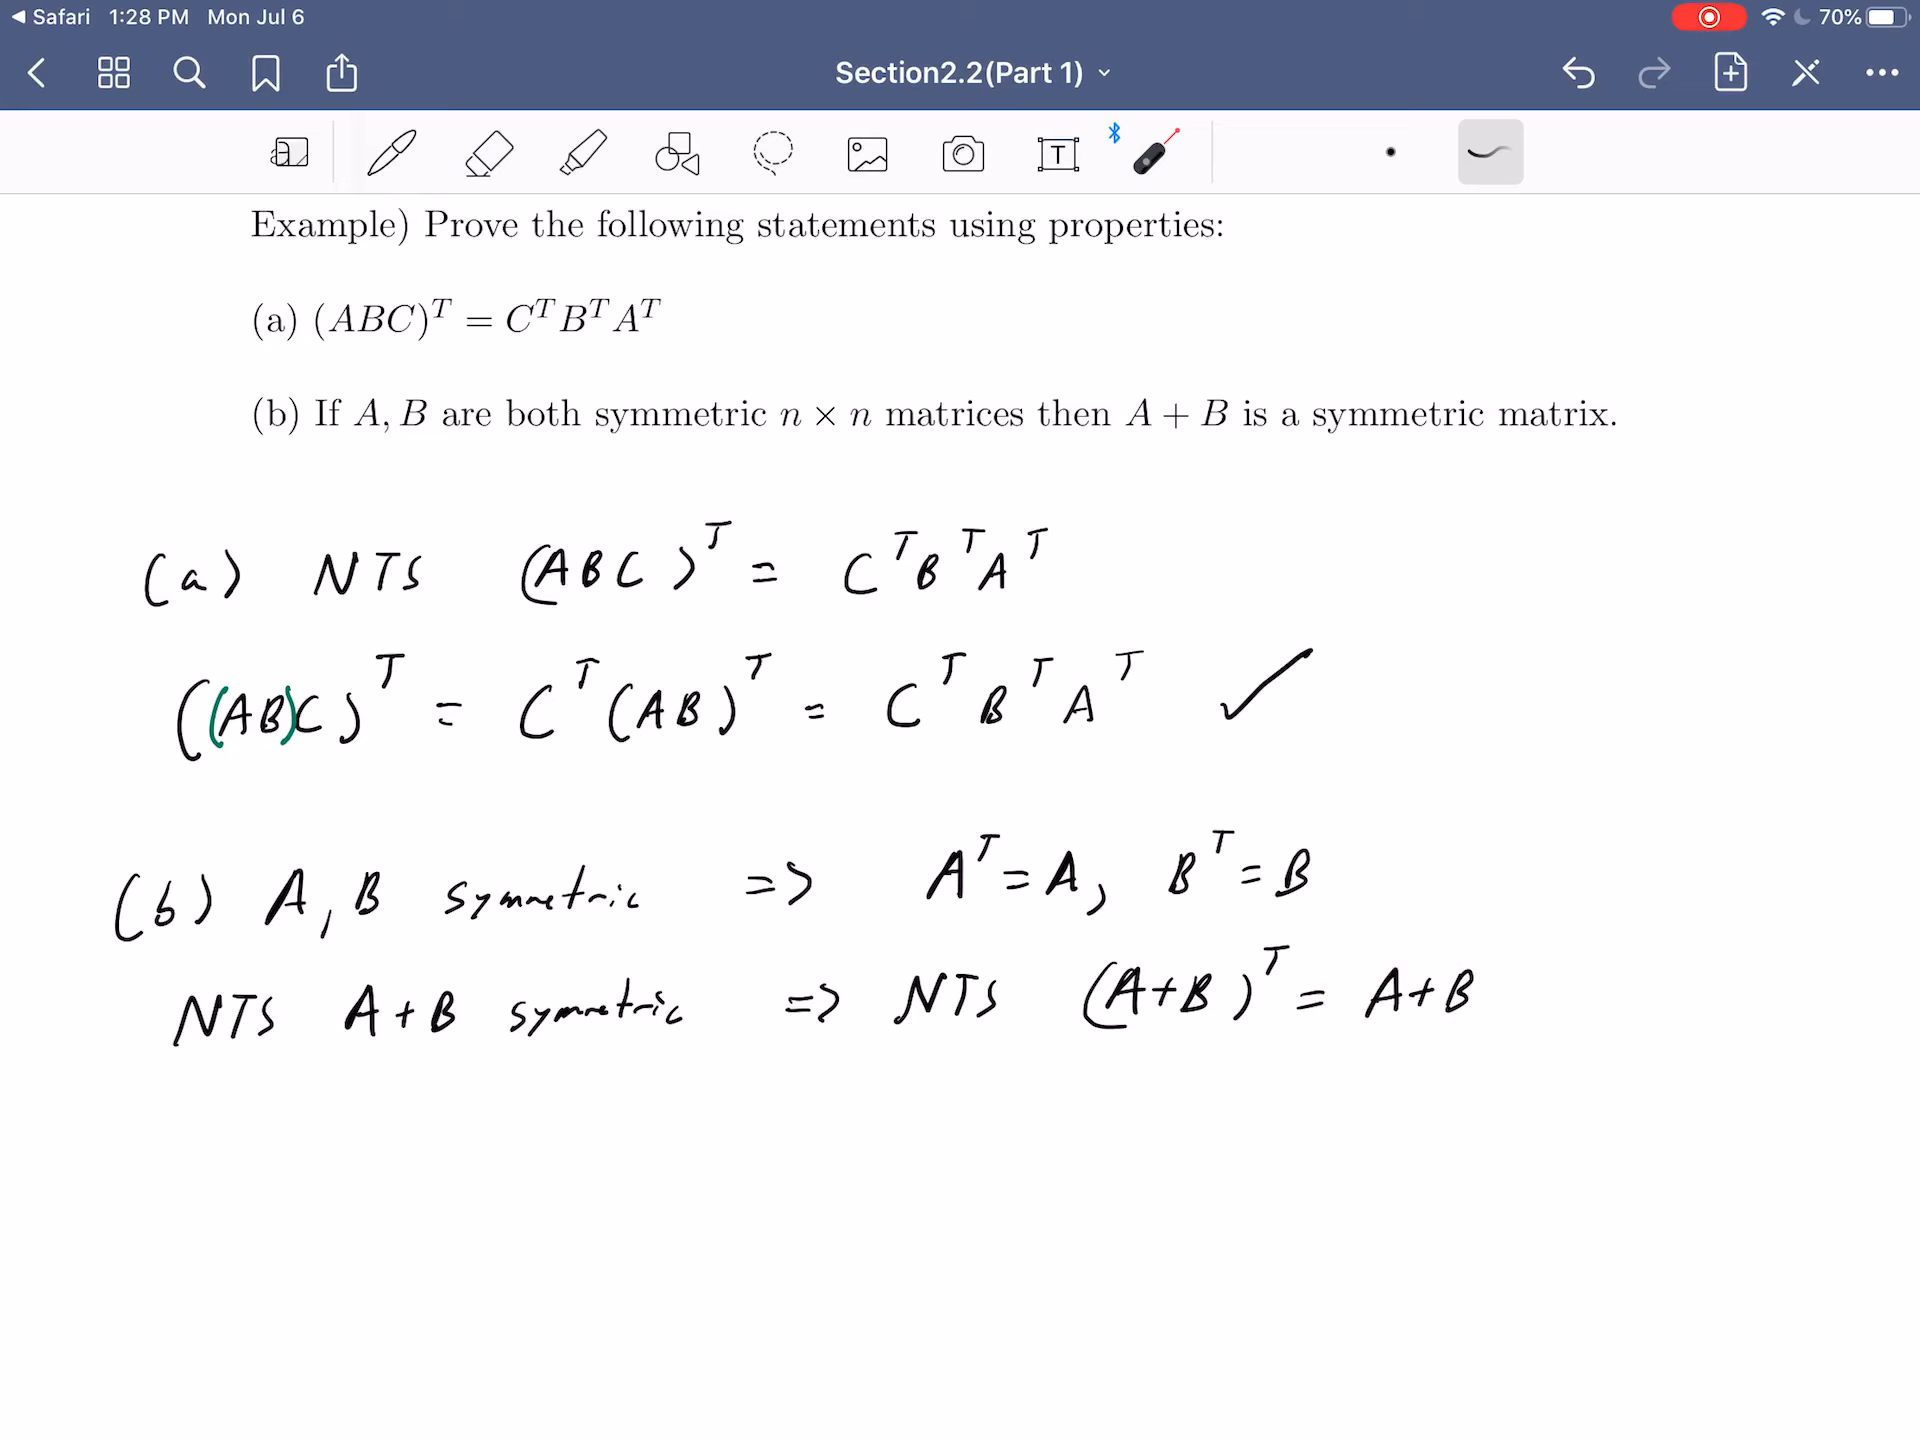 Safari 1:28 PM Mon Jul 6 70%
Section2.2(Part 1)
a T
Example) Prove the following statements using properties:
(a) (ABC)^T = C^T B^T A^T
(b) If A, B are both symmetric n × n matrices then A + B is a symmetric matrix.
(a) NTS (ABC)^T = C^T B^T A^T
((AB)C)^T = C^T (AB)^T = C^T B^T A^T ✓
(b) A, B symmetric => A^T = A, B^T = B
NTS A+B symmetric => NTS (A+B)^T = A+B